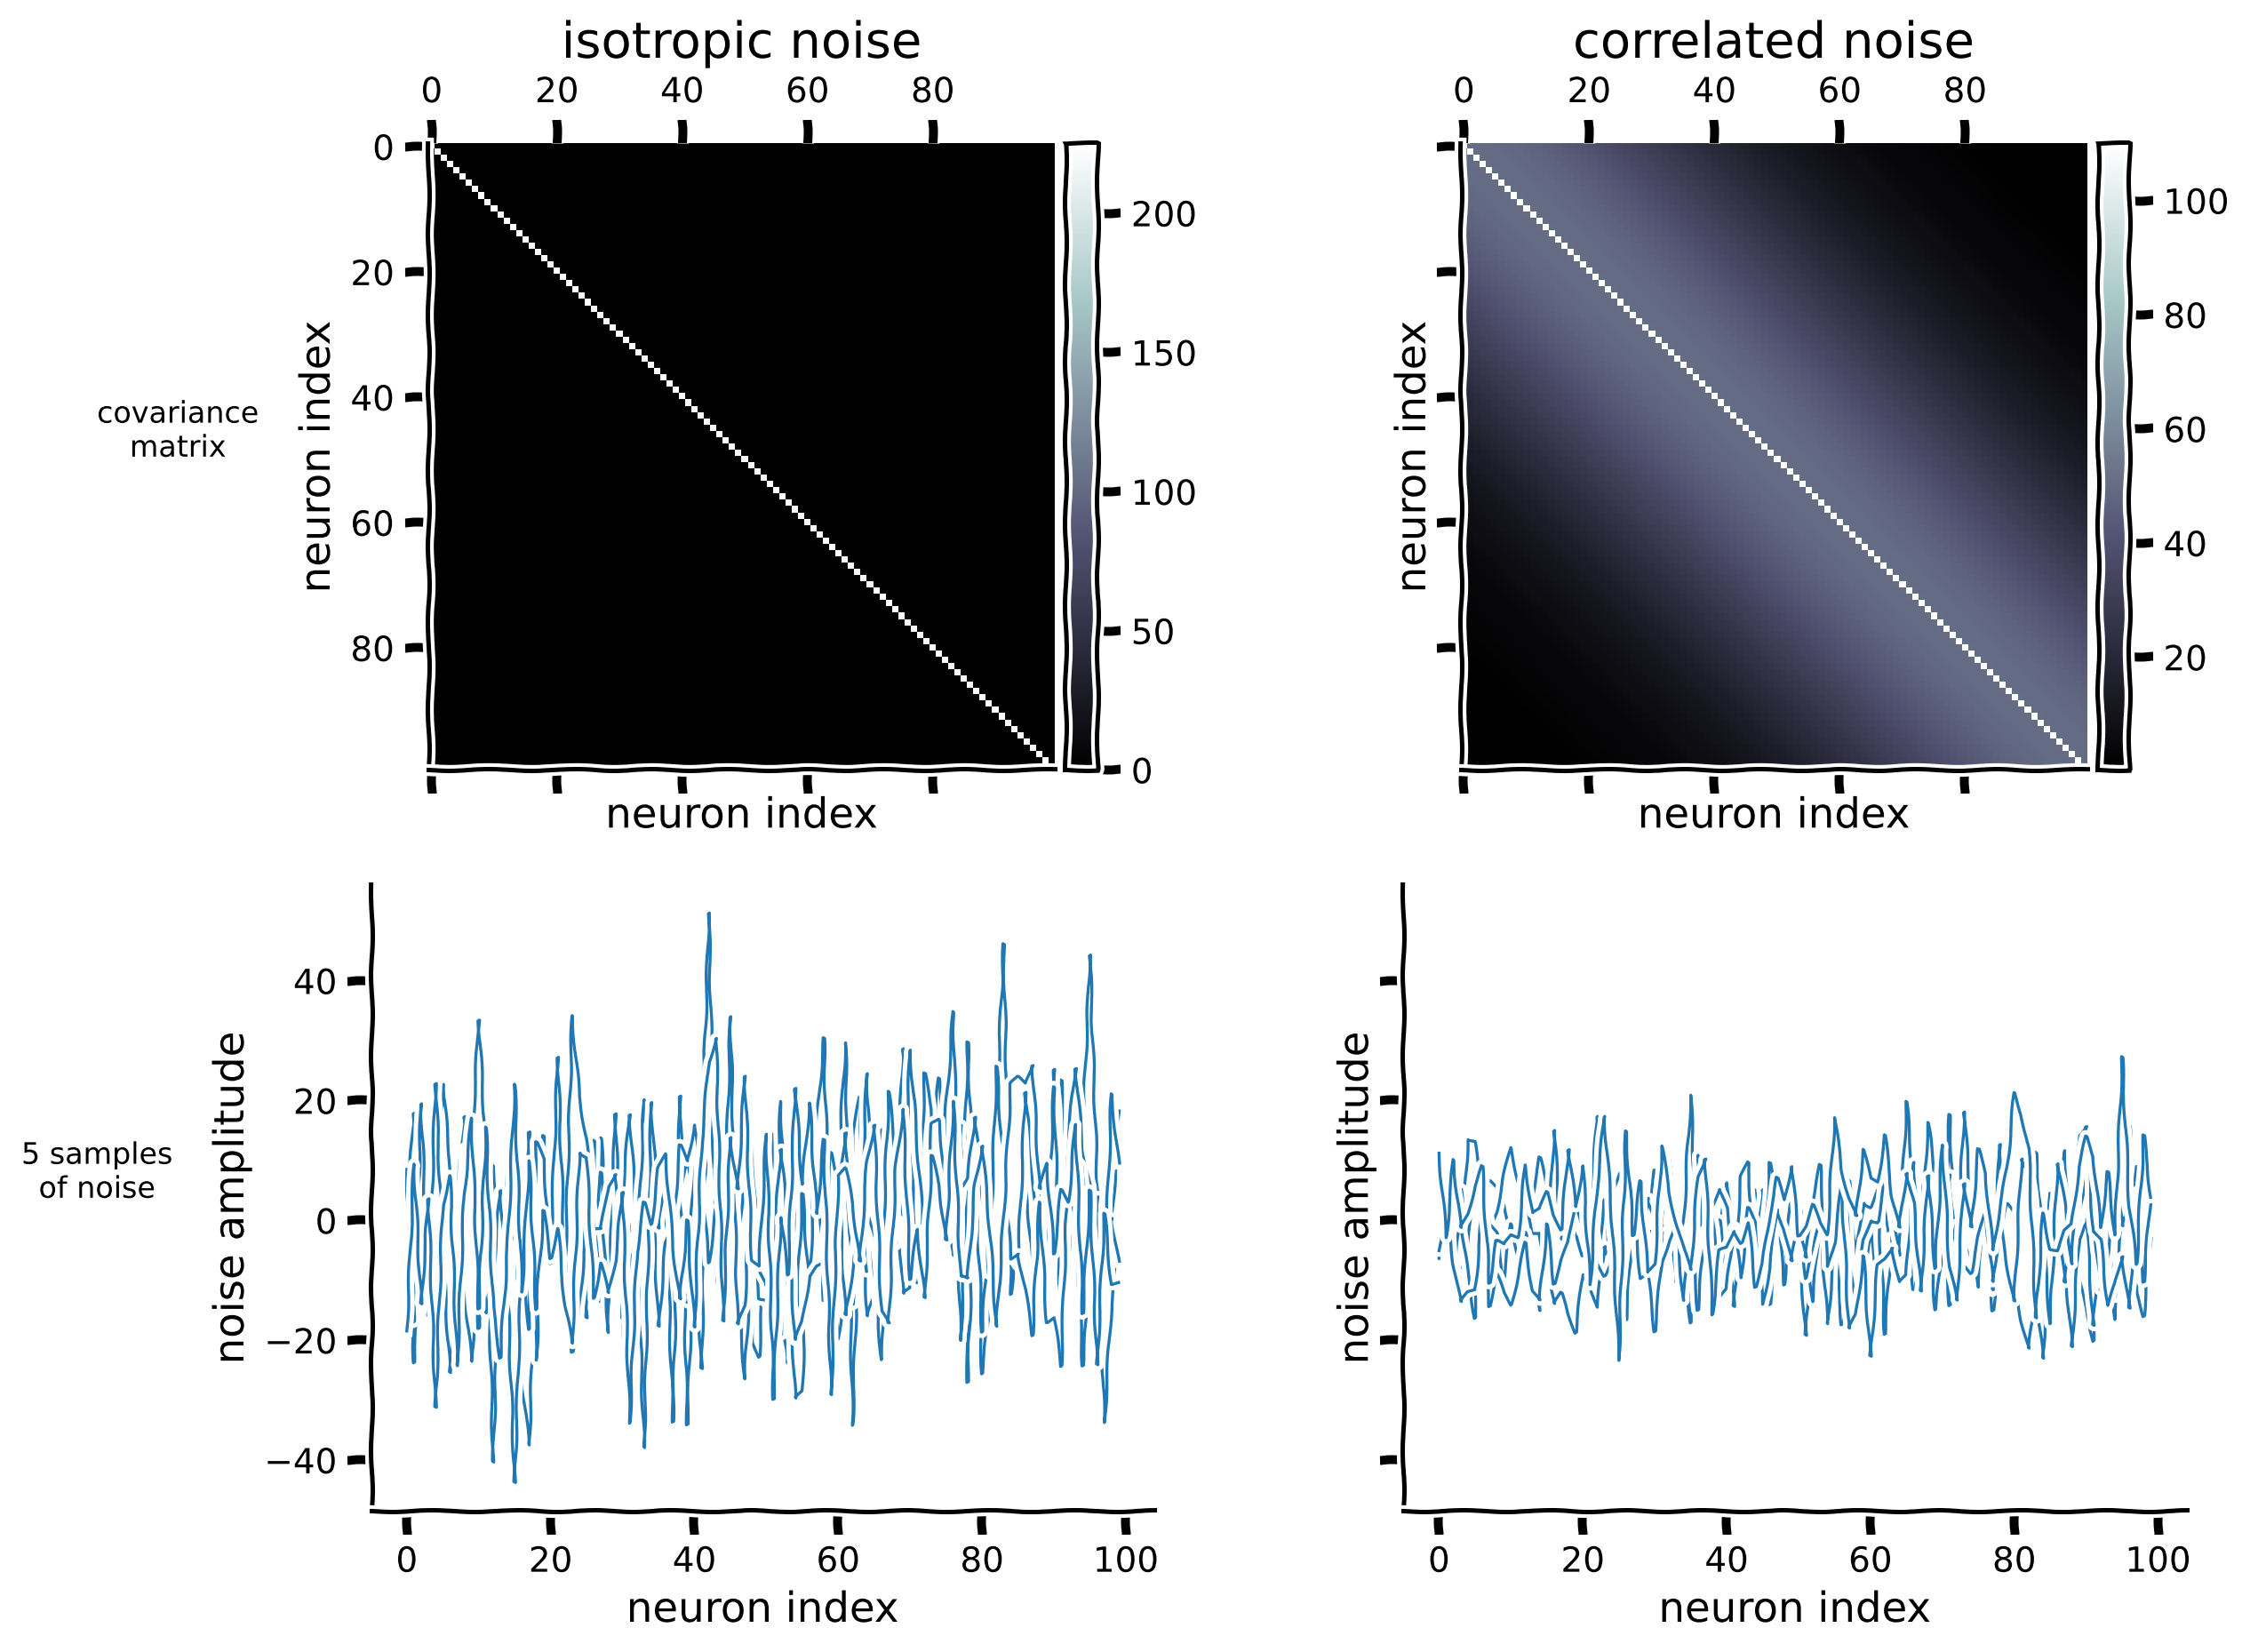 isotropic noise
0 20 40 60 80
0
20
40
60
80
neuron index
covariance
matrix
200
150
100
50
0
neuron index
correlated noise
0 20 40 60 80
neuron index
100
80
60
40
20
neuron index
5 samples
of noise
noise amplitude
40
20
0
−20
−40
0 20 40 60 80 100
neuron index
noise amplitude
0 20 40 60 80 100
neuron index